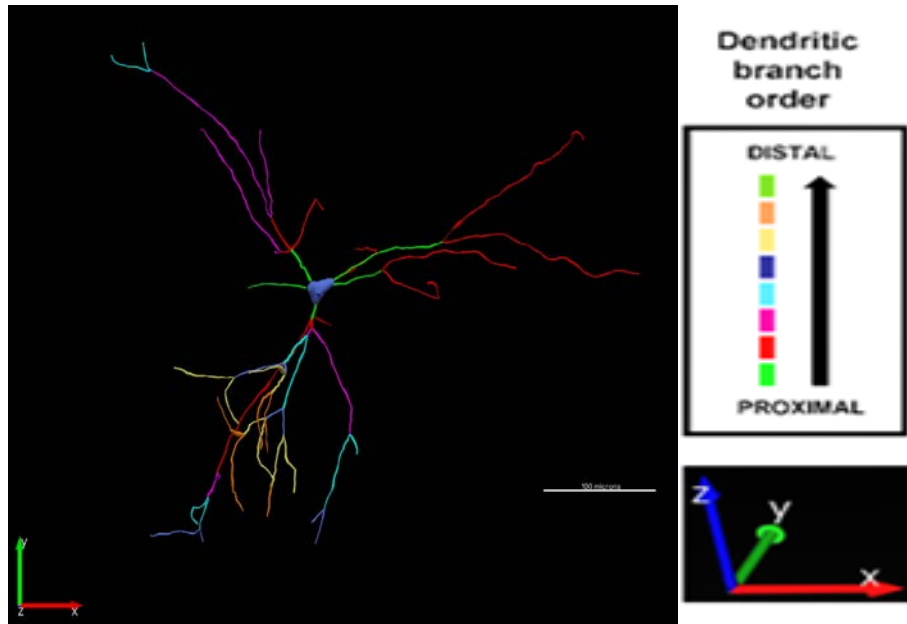 Dendritic
branch
order
DISTAL
PROXIMAL
100 microns
y
z x
z
y
x